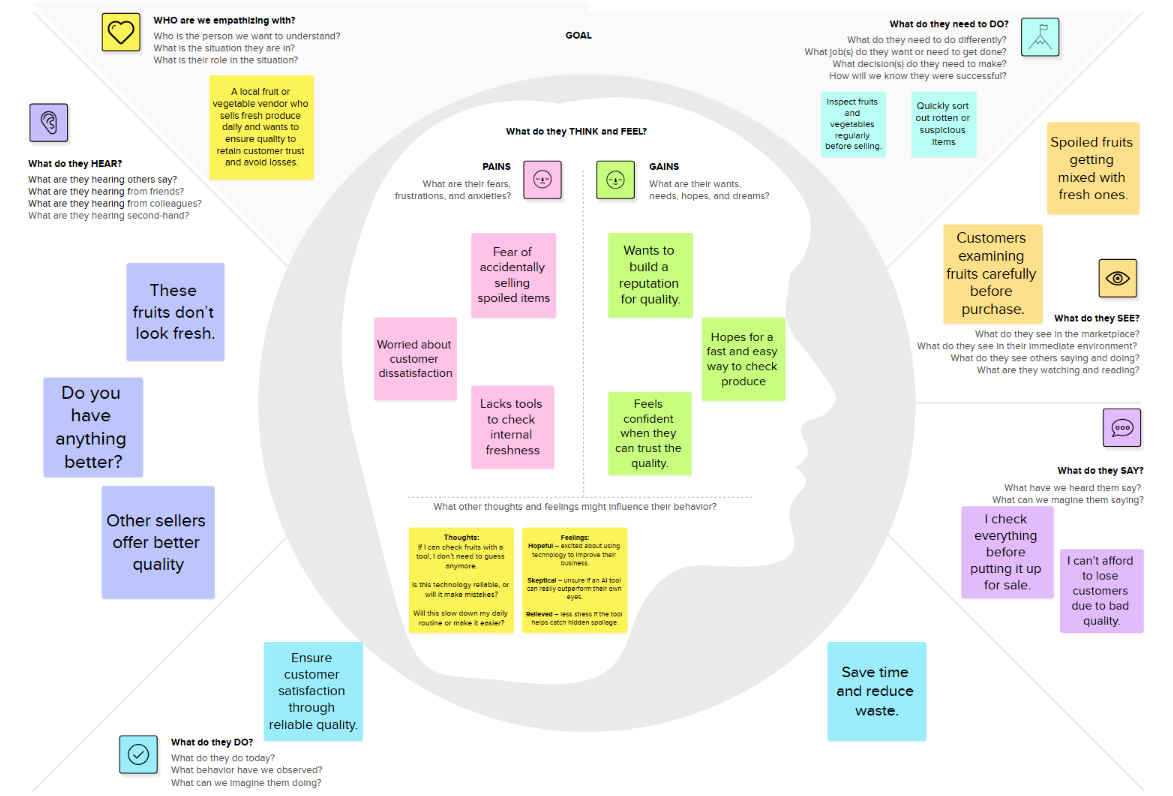 WHO are we empathizing with?
Who is the person we want to understand?
What is the situation they are in?
What is their role in the situation?
A local fruit or
vegetable vendor who
sells fresh produce
daily and wants to
ensure quality to
retain customer trust
and avoid losses.
GOAL
What do they need to DO?
What do they need to do differently?
What job(s) do they want or need to get done?
What decision(s) do they need to make?
How will we know they were successful?
Inspect fruits
and
vegetables
regularly
before selling.
Quickly sort
out rotten or
suspicious
items
What do they HEAR?
What are they hearing others say?
What are they hearing from friends?
What are they hearing from colleagues?
What are they hearing second-hand?
These
fruits don't
look fresh.
Do you
have
anything
better?
Other sellers
offer better
quality
What do they THINK and FEEL?
PAINS
What are their fears,
frustrations, and anxieties?
Fear of
accidentally
selling
spoiled items
Worried about
customer
dissatisfaction
Lacks tools
to check
internal
freshness
GAINS
What are their wants,
needs, hopes, and dreams?
Wants to
build a
reputation
for quality.
Hopes for a
fast and easy
way to check
produce
Feels
confident
when they
can trust the
quality.
What other thoughts and feelings might influence their behavior?
Thoughts:
If I can check fruits with a
tool, I don't need to guess
anymore.
Is this technology reliable, or
will it make mistakes?
Will this slow down my daily
routine or make it easier?
Feelings:
Hopeful – excited about using
technology to improve their
business.
Skeptical – unsure if an AI tool
can really outperform their own
eyes.
Relieved – less stress if the tool
helps catch hidden spoilage.
Spoiled fruits
getting
mixed with
fresh ones.
Customers
examining
fruits carefully
before
purchase.
What do they SEE?
What do they see in the marketplace?
What do they see in their immediate environment?
What do they see others saying and doing?
What are they watching and reading?
What do they SAY?
What have we heard them say?
What can we magine them saying?
I check
everything
before
putting it up
for sale.
I can't afford
to lose
customers
due to bad
quality.
Ensure
customer
satisfaction
through
reliable quality.
Save time
and reduce
waste.
What do they DO?
What do they do today?
What behavior have we observed?
What can we imagine them doing?